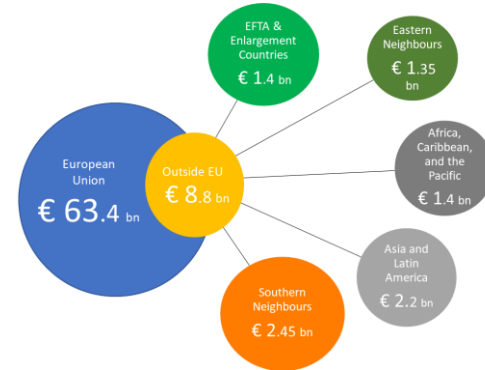 EFTA &
Enlargement
Countries
€ 1.4 bn
Eastern
Neighbours
€ 1.35
bn
European
Union
€ 63.4 bn
Outside EU
€ 8.8 bn
Africa,
Caribbean,
and the
Pacific
€ 1.4 bn
Asia and
Latin
America
€ 2.2 bn
Southern
Neighbours
€ 2.45 bn